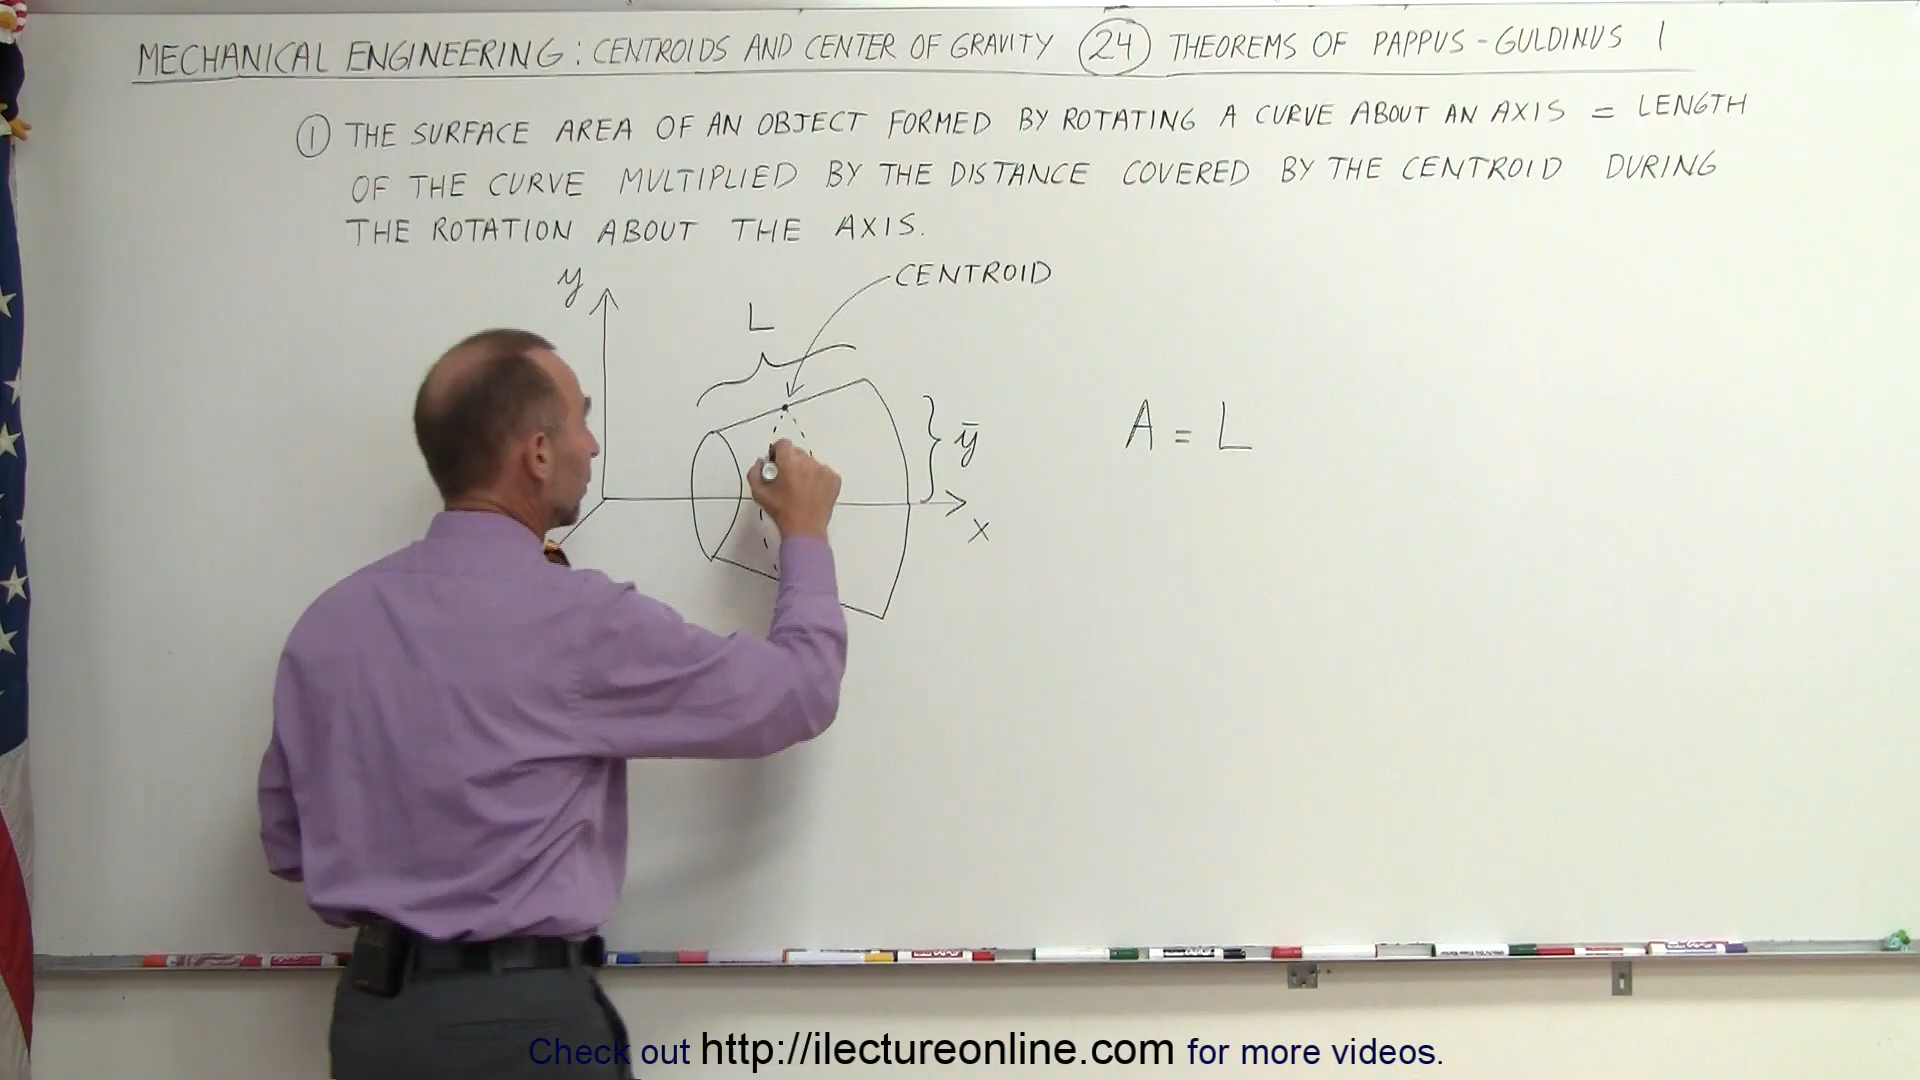 MECHANICAL ENGINEERING: CENTROIDS AND CENTER OF GRAVITY 24 THEOREMS OF PAPPUS-GULDINUS 1
① THE SURFACE AREA OF AN OBJECT FORMED BY ROTATING A CURVE ABOUT AN AXIS = LENGTH
OF THE CURVE MULTIPLIED BY THE DISTANCE COVERED BY THE CENTROID DURING
THE ROTATION ABOUT THE AXIS.
y
CENTROID
L
ȳ
A = L
x
Check out http://ilectureonline.com for more videos.